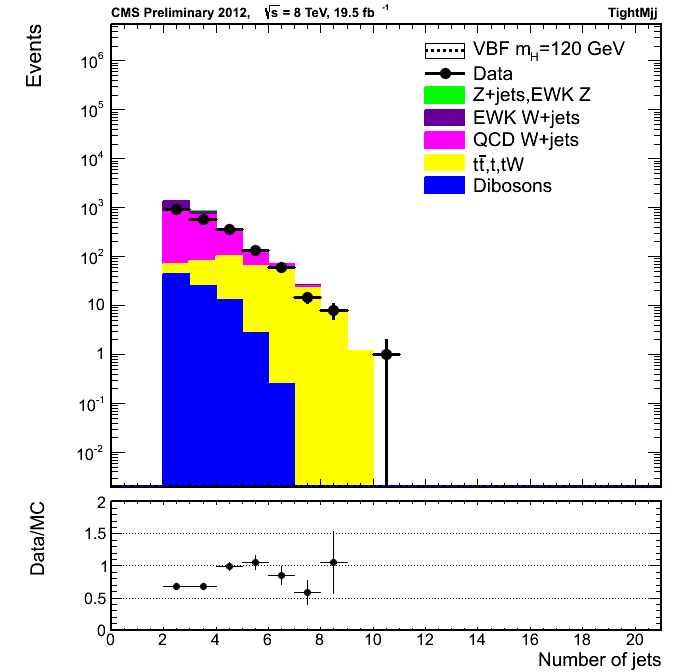 CMS Preliminary 2012, √s = 8 TeV, 19.5 fb⁻¹ TightMjj
Events
VBF m_H=120 GeV
Data
Z+jets,EWK Z
EWK W+jets
QCD W+jets
tt̄,t,tW
Dibosons
10⁶
10⁵
10⁴
10³
10²
10
1
10⁻¹
10⁻²
Data/MC
2
1.5
1
0.5
0
0 2 4 6 8 10 12 14 16 18 20
Number of jets